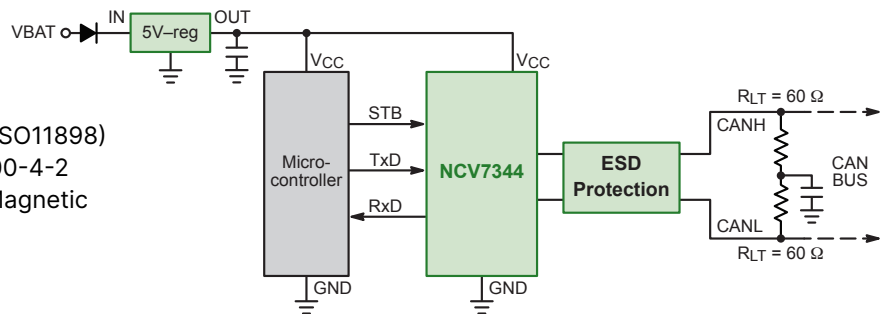 VBAT
IN
5V–reg
OUT
VCC
VCC
SO11898)
00-4-2
Magnetic
Micro-
controller
STB
TxD
RxD
NCV7344
ESD
Protection
RLT = 60 Ω
CANH
CAN
BUS
CANL
RLT = 60 Ω
GND
GND